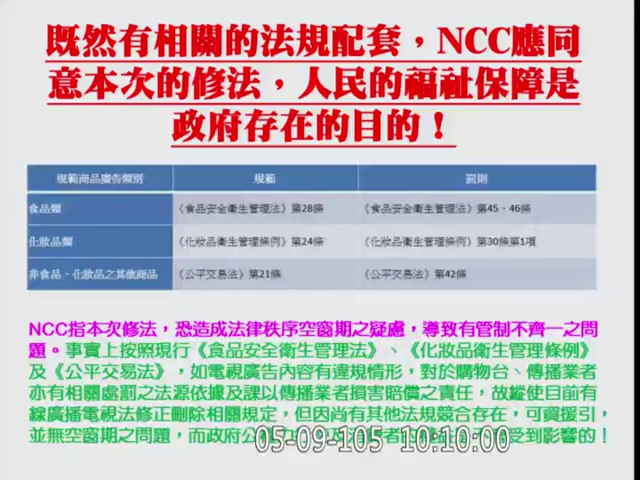 既然有相關的法規配套，NCC應同
意本次的修法，人民的福祉保障是
政府存在的目的！
規範商品廣告類別 規範 罰則
食品類 《食品安全衛生管理法》第28條 《食品安全衛生管理法》第45、46條
化妝品類 《化妝品衛生管理條例》第24條 《化妝品衛生管理條例》第30條第1項
非食品、化妝品之其他商品 《公平交易法》第21條 《公平交易法》第42條
NCC指本次修法，恐造成法律秩序空窗期之疑慮，導致有管制不齊一之問
題。事實上按照現行《食品安全衛生管理法》、《化妝品衛生管理條例》
及《公平交易法》，如電視廣告內容有違規情形，對於購物台、傳播業者
亦有相關處罰之法源依據及課以傳播業者損害賠償之責任，故縱使目前有
線廣播電視法修正刪除相關規定，但因尚有其他法規競合存在，可資援引，
並無空窗期之問題，而政府公 受到影響的！
05-09-105 10:10:00